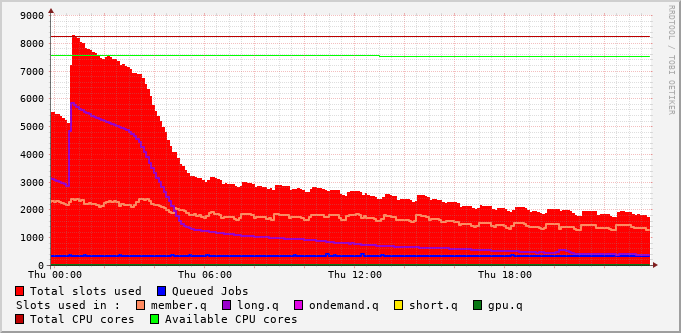 9000
8000
7000
6000
5000
4000
3000
2000
1000
0
Thu 00:00 Thu 06:00 Thu 12:00 Thu 18:00
RRDTOOL / TOBI OETIKER
Total slots used Queued Jobs
Slots used in : member.q long.q ondemand.q short.q gpu.q
Total CPU cores Available CPU cores